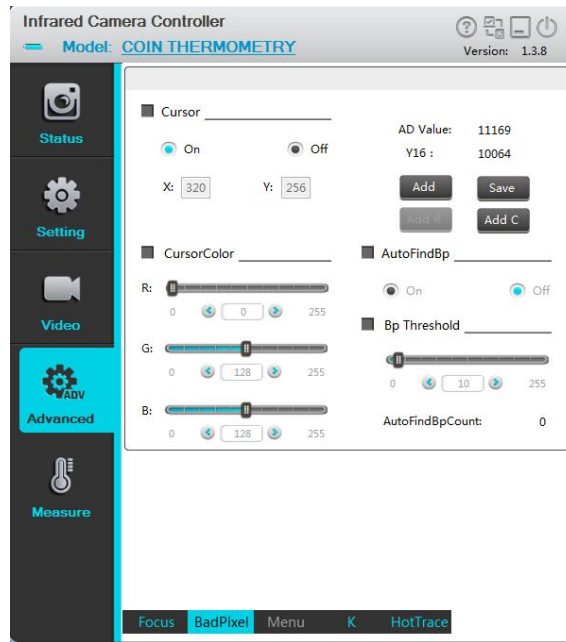 Infrared Camera Controller
Model: COIN THERMOMETRY
Version: 1.3.8
Status
Setting
Video
ADV
Advanced
Measure
Cursor
On Off
X: 320 Y: 256
AD Value: 11169
Y16 : 10064
Add Save
Add R Add C
CursorColor
R:
0 0 255
G:
0 128 255
B:
0 128 255
AutoFindBp
On Off
Bp Threshold
0 10 255
AutoFindBpCount: 0
Focus BadPixel Menu K HotTrace